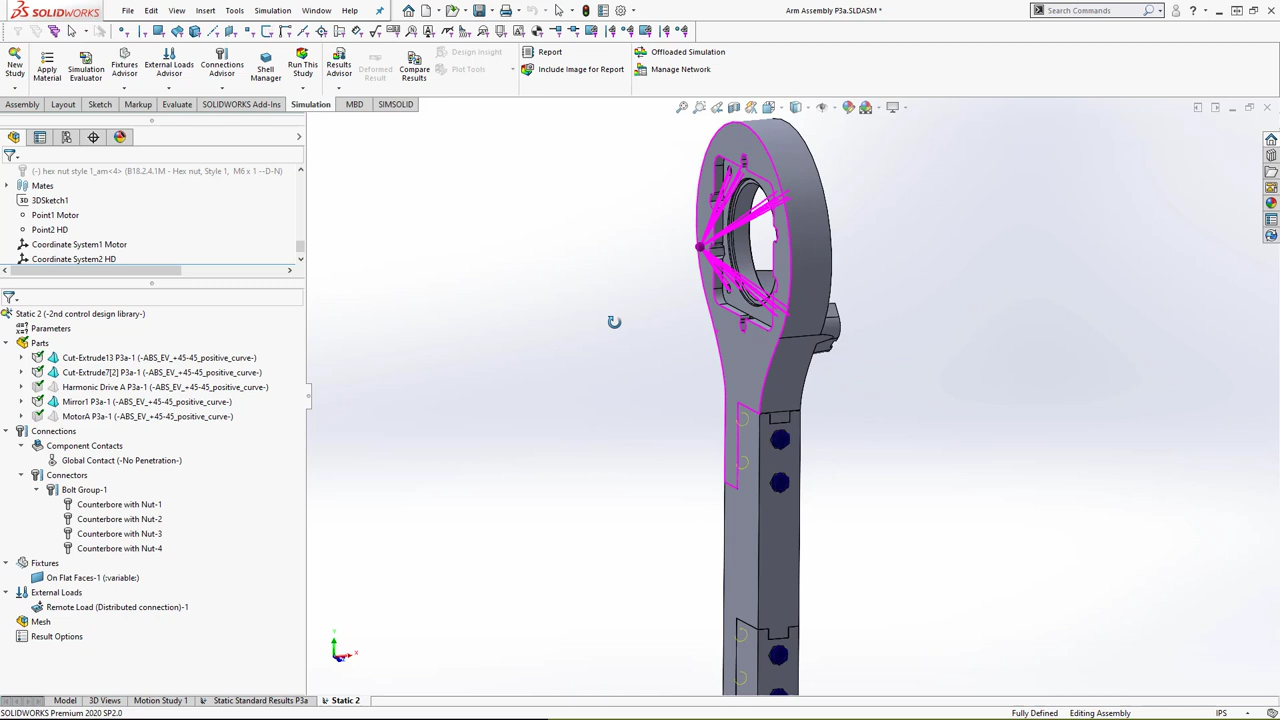 SOLIDWORKS
File Edit View Insert Tools Simulation Window Help
Arm Assembly P3a.SLDASM *
Search Commands
New Study
Apply Material
Simulation Evaluator
Fixtures Advisor
External Loads Advisor
Connections Advisor
Shell Manager
Run This Study
Results Advisor
Deformed Result
Compare Results
Design Insight
Plot Tools
Report
Include Image for Report
Offloaded Simulation
Manage Network
Assembly Layout Sketch Markup Evaluate SOLIDWORKS Add-Ins Simulation MBD SIMSOLID
(-) hex nut style 1_am<4> (B18.2.4.1M - Hex nut, Style 1, M6 x 1 --D-N)
Mates
3DSketch1
Point1 Motor
Point2 HD
Coordinate System1 Motor
Coordinate System2 HD
Static 2 (-2nd control design library-)
Parameters
Parts
Cut-Extrude13 P3a-1 (-ABS_EV_+45-45_positive_curve-)
Cut-Extrude7[2] P3a-1 (-ABS_EV_+45-45_positive_curve-)
Harmonic Drive A P3a-1 (-ABS_EV_+45-45_positive_curve-)
Mirror1 P3a-1 (-ABS_EV_+45-45_positive_curve-)
MotorA P3a-1 (-ABS_EV_+45-45_positive_curve-)
Connections
Component Contacts
Global Contact (-No Penetration-)
Connectors
Bolt Group-1
Counterbore with Nut-1
Counterbore with Nut-2
Counterbore with Nut-3
Counterbore with Nut-4
Fixtures
On Flat Faces-1 (:variable:)
External Loads
Remote Load (Distributed connection)-1
Mesh
Result Options
Y
X
Model 3D Views Motion Study 1 Static Standard Results P3a Static 2
SOLIDWORKS Premium 2020 SP2.0
Fully Defined Editing Assembly IPS